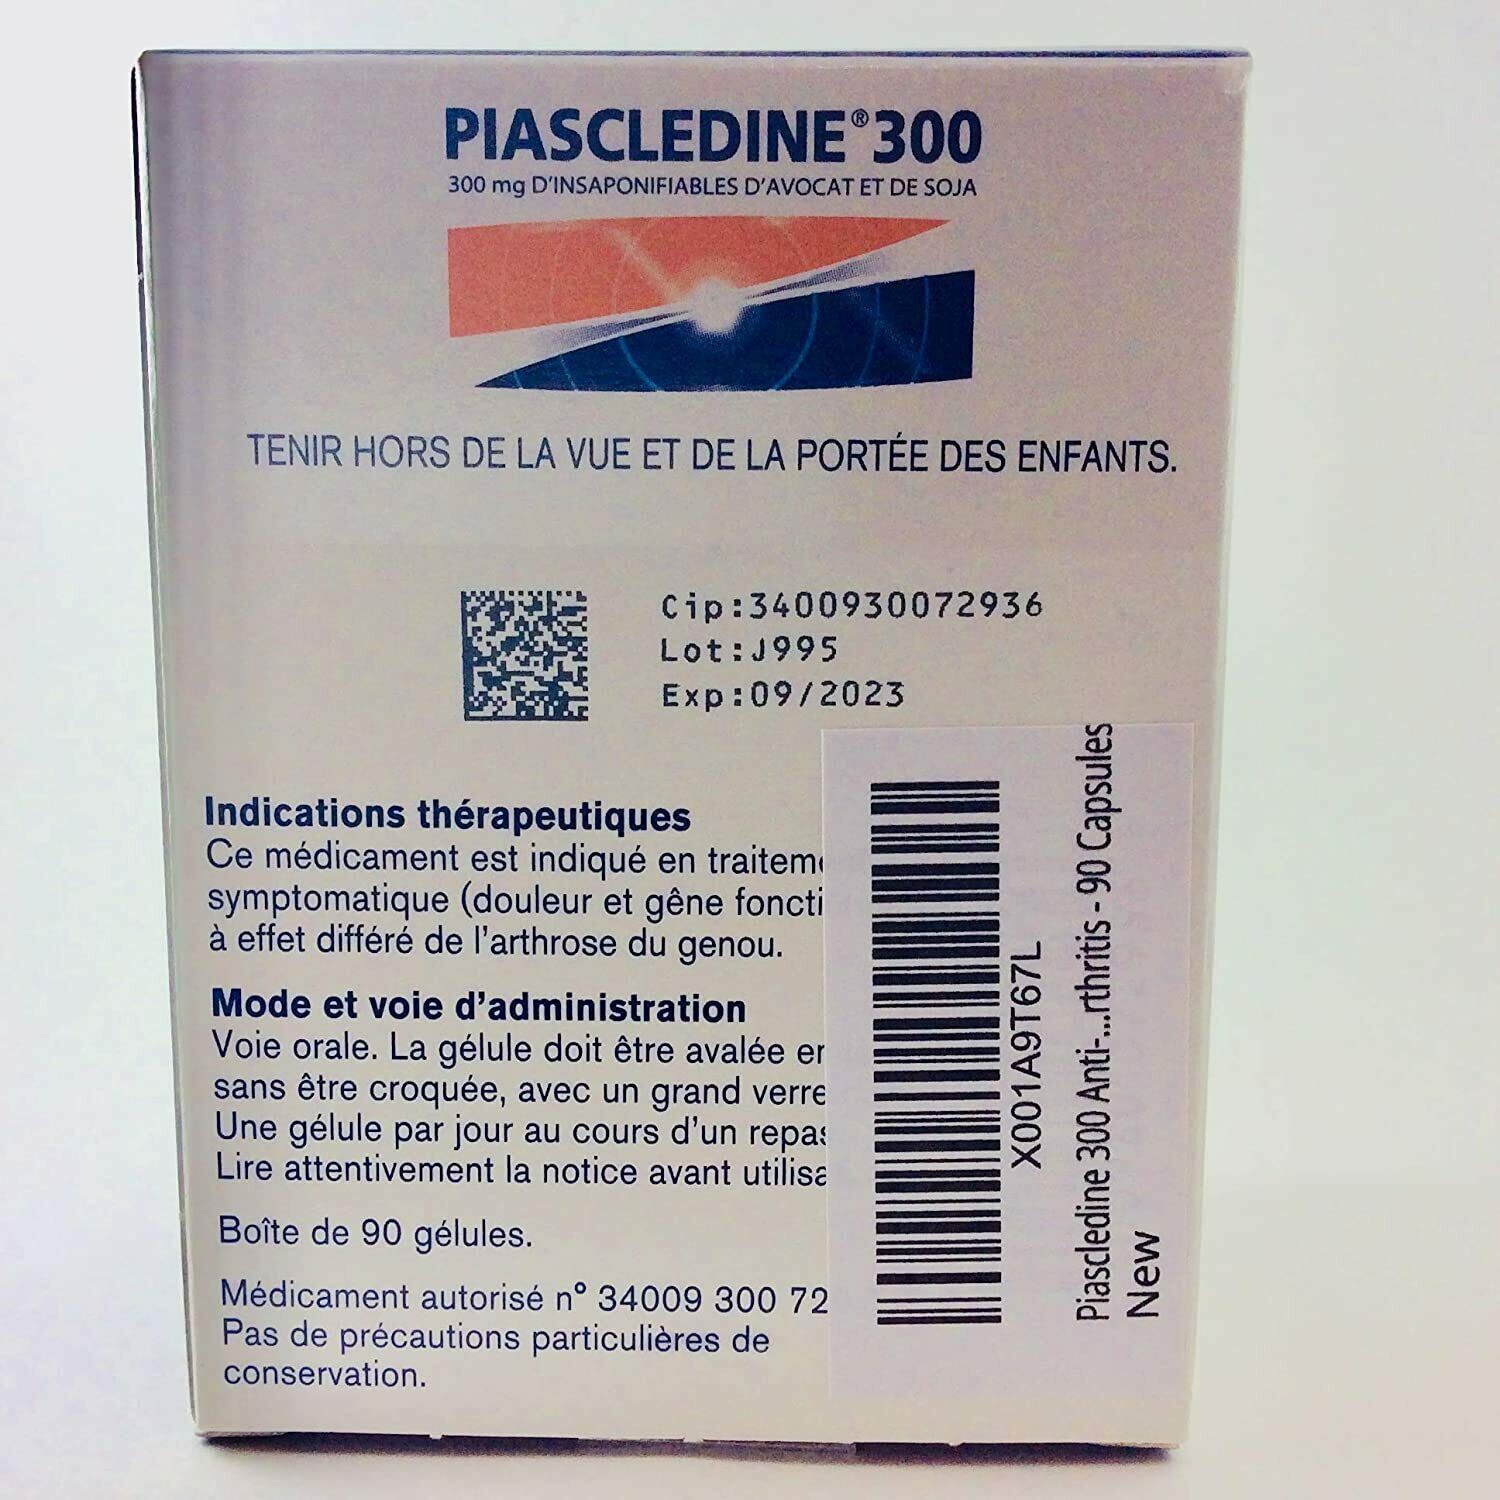 PIASCLEDINE® 300
300 mg D'INSAPONIFIABLES D'AVOCAT ET DE SOJA
TENIR HORS DE LA VUE ET DE LA PORTÉE DES ENFANTS.
Cip:3400930072936
Lot:J995
Exp:09/2023
Indications thérapeutiques
Ce médicament est indiqué en
symptomatique (douleur et gêne
à effet différé de l'arthrose du genou.
Mode et voie d'administration
Voie orale. La gélule doit être avalée
sans être croquée, avec un grand verre
Une gélule par jour au cours d'un
Lire attentivement la notice avant
Boîte de 90 gélules.
Médicament autorisé n° 34009 300 72
Pas de précautions particulières de
conservation.
X001A9T67L
Piascledine 300 Anti-...rthritis - 90 Capsules
New